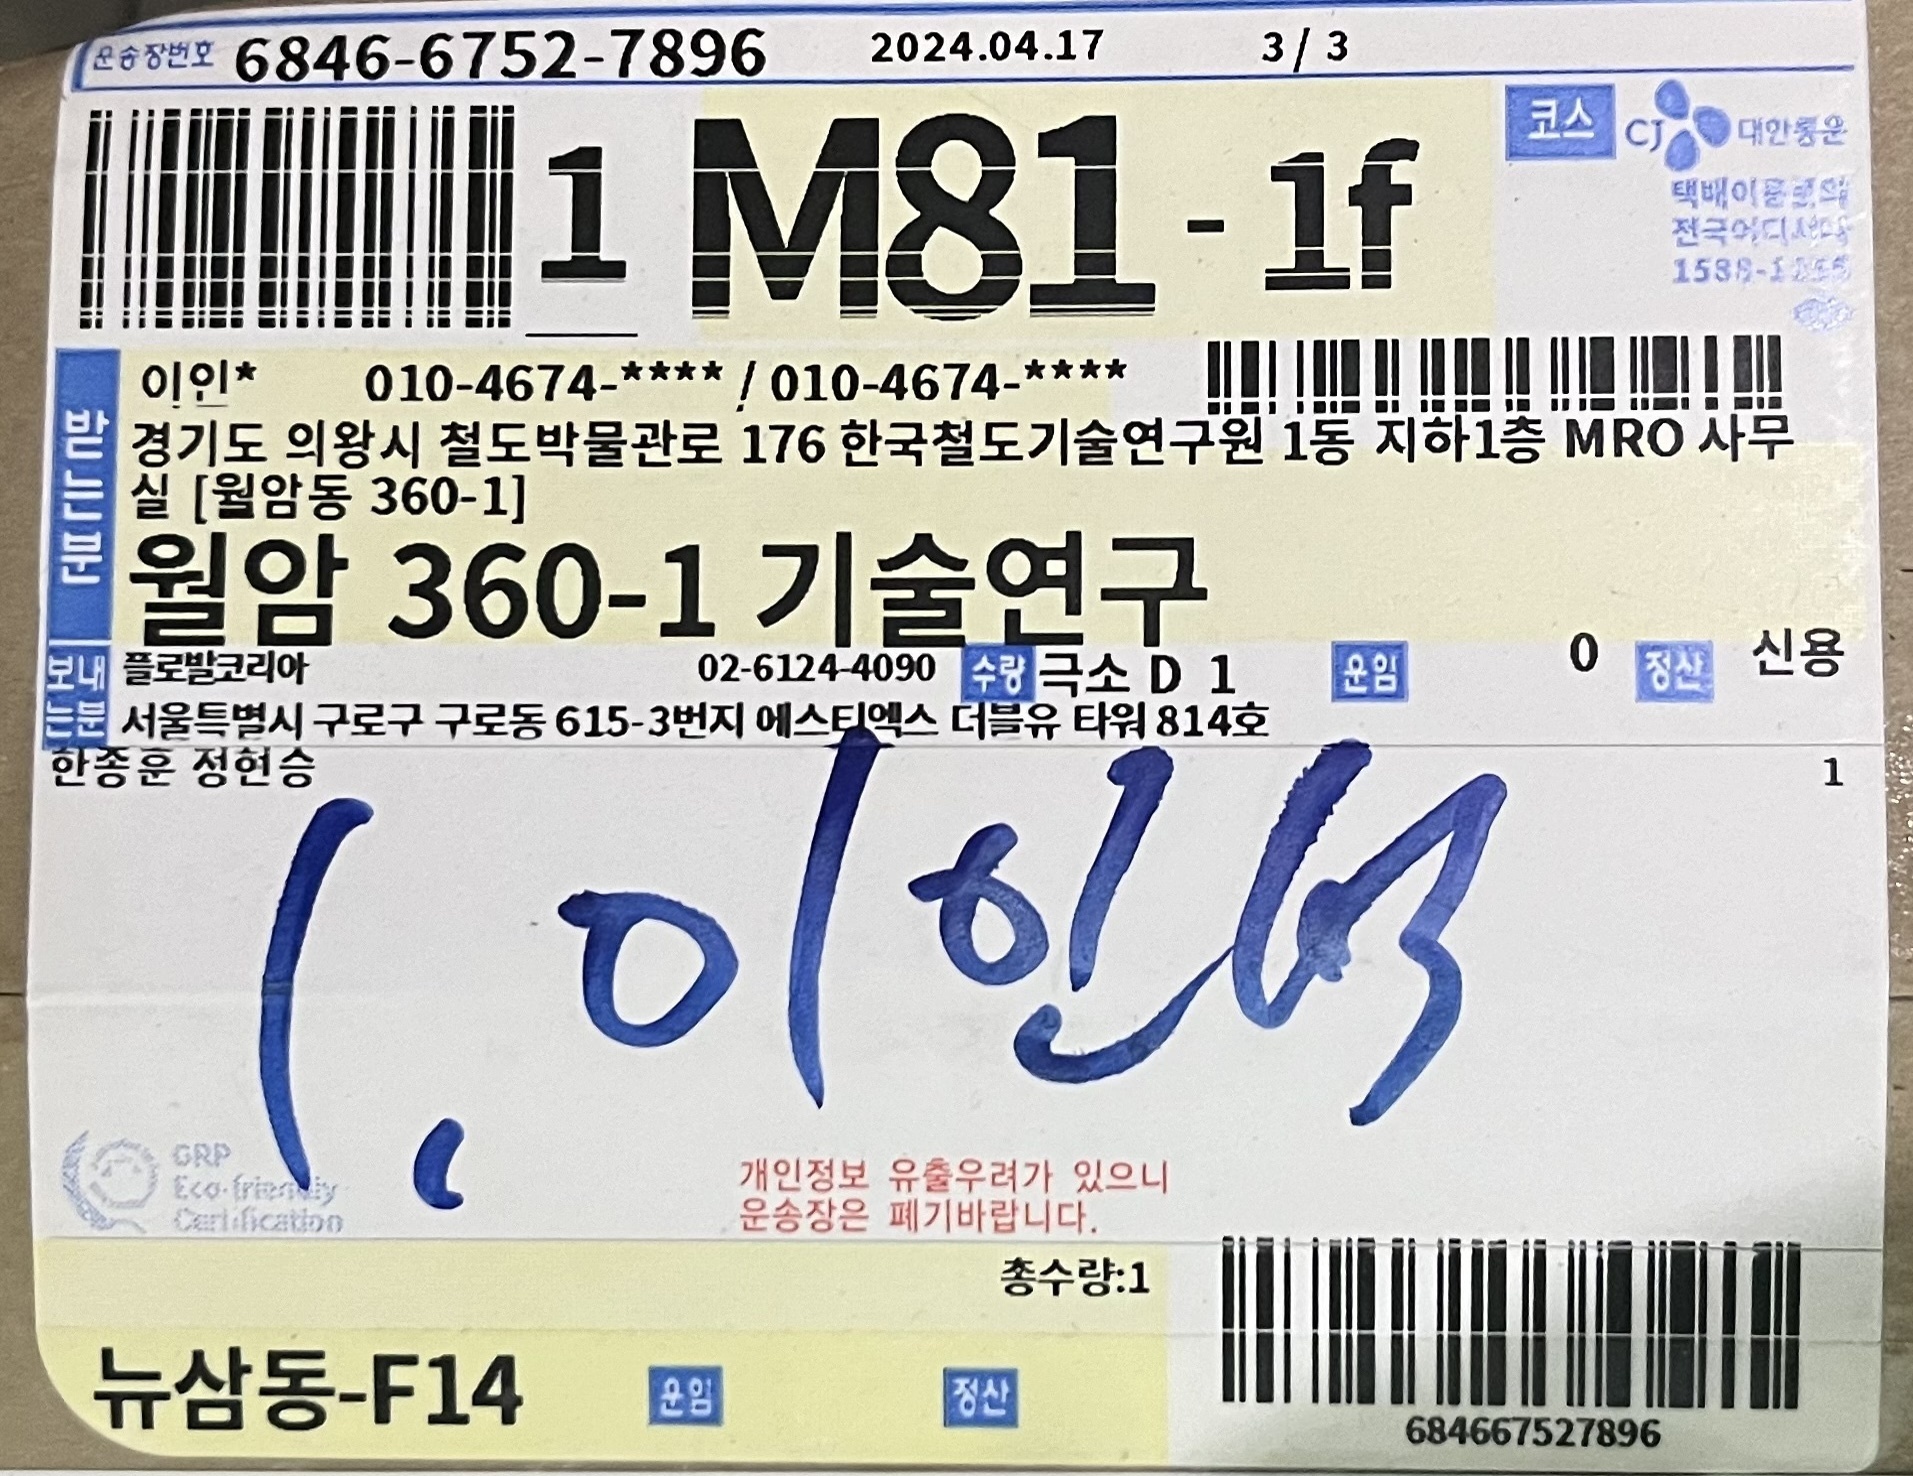 운송장번호 6846-6752-7896 2024.04.17 3/ 3
1 M81 - 1f
코스 CJ 대한통운
택배이용문의
전국어디서나
받는분
이인* 010-4674-**** / 010-4674-****
경기도 의왕시 철도박물관로 176 한국철도기술연구원 1동 지하1층 MRO 사무
실 [월암동 360-1]
월암 360-1 기술연구
보내는분
플로발코리아 02-6124-4090 수량 극소 D 1 운임 0 정산 신용
서울특별시 구로구 구로동 615-3번지 에스티엑스 더블유 타워 814호
한종훈 정현승 1
이인
GRP
Eco-friendly
Certification
개인정보 유출우려가 있으니
운송장은 폐기바랍니다.
총수량:1
뉴삼동-F14 운임 정산
684667527896